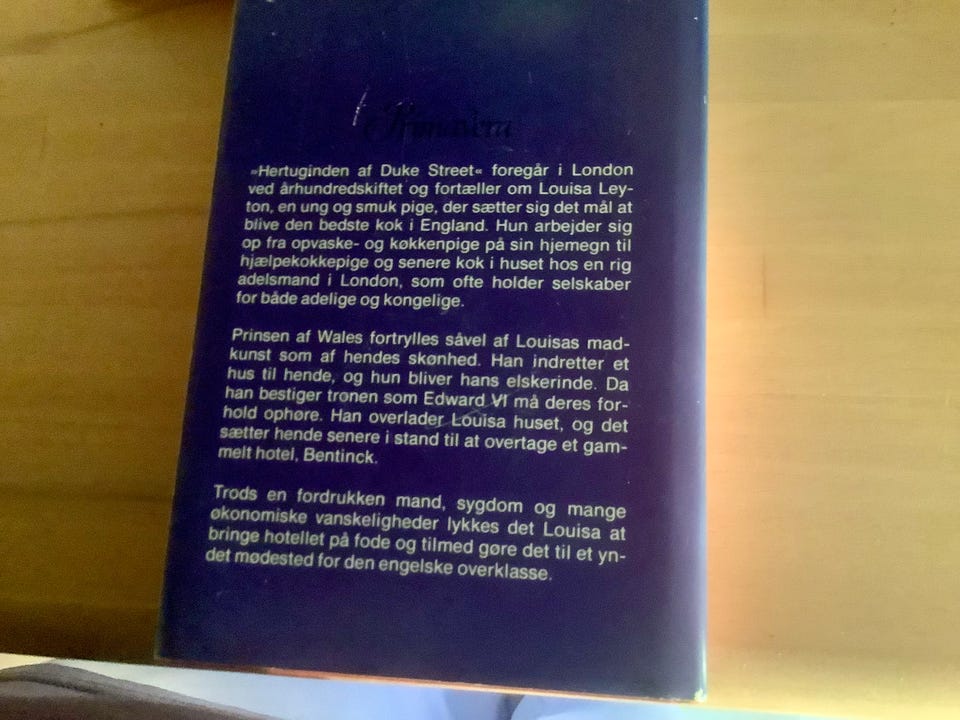 Primavera
»Hertuginden af Duke Street« foregår i London
ved århundredskiftet og fortæller om Louisa Ley-
ton, en ung og smuk pige, der sætter sig det mål at
blive den bedste kok i England. Hun arbejder sig
op fra opvaske- og køkkenpige på sin hjemegn til
hjælpekokkepige og senere kok i huset hos en rig
adelsmand i London, som ofte holder selskaber
for både adelige og kongelige.
Prinsen af Wales fortrylles såvel af Louisas mad-
kunst som af hendes skønhed. Han indretter et
hus til hende, og hun bliver hans elskerinde. Da
han bestiger tronen som Edward VI må deres for-
hold ophøre. Han overlader Louisa huset, og det
sætter hende senere i stand til at overtage et gam-
melt hotel, Bentinck.
Trods en fordrukken mand, sygdom og mange
økonomiske vanskeligheder lykkes det Louisa at
bringe hotellet på fode og tilmed gøre det til et yn-
det mødested for den engelske overklasse.